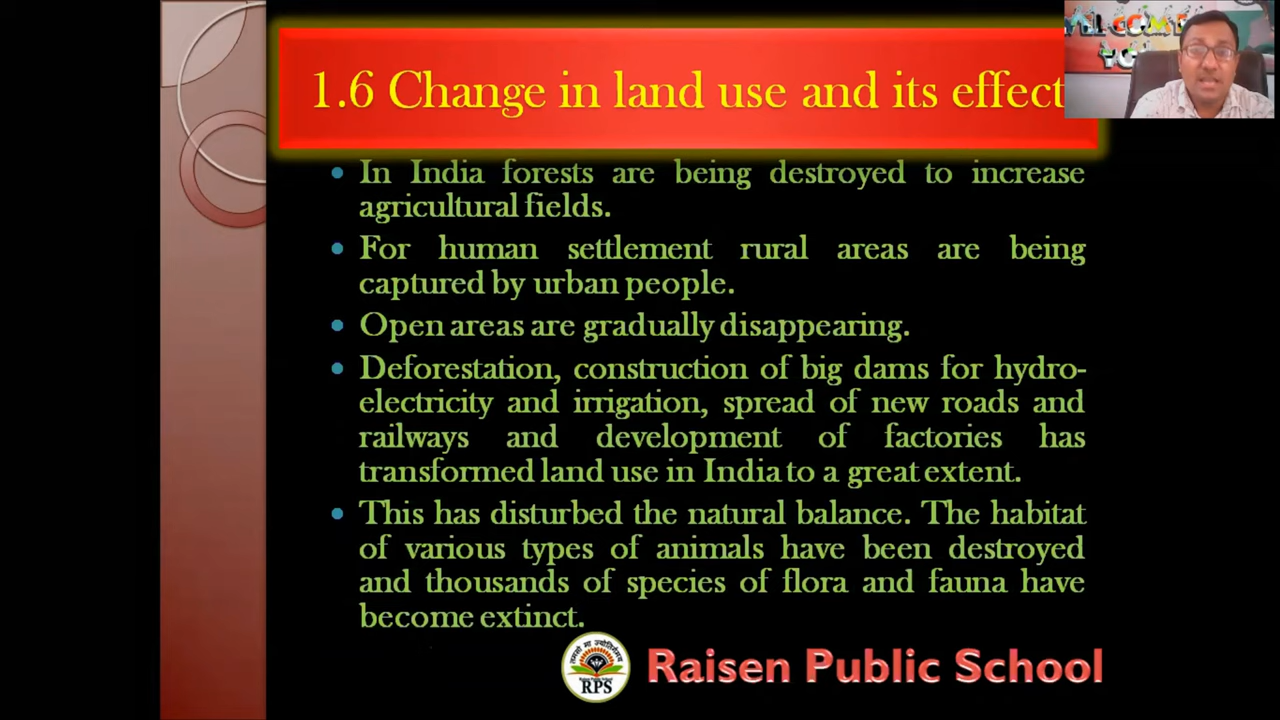 1.6 Change in land use and its effect
In India forests are being destroyed to increase
agricultural fields.
For human settlement rural areas are being
captured by urban people.
Open areas are gradually disappearing.
Deforestation, construction of big dams for hydro-
electricity and irrigation, spread of new roads and
railways and development of factories has
transformed land use in India to a great extent.
This has disturbed the natural balance. The habitat
of various types of animals have been destroyed
and thousands of species of flora and fauna have
become extinct.
तमसो मा ज्योतिर्गमय
RPS
Raisen Public School